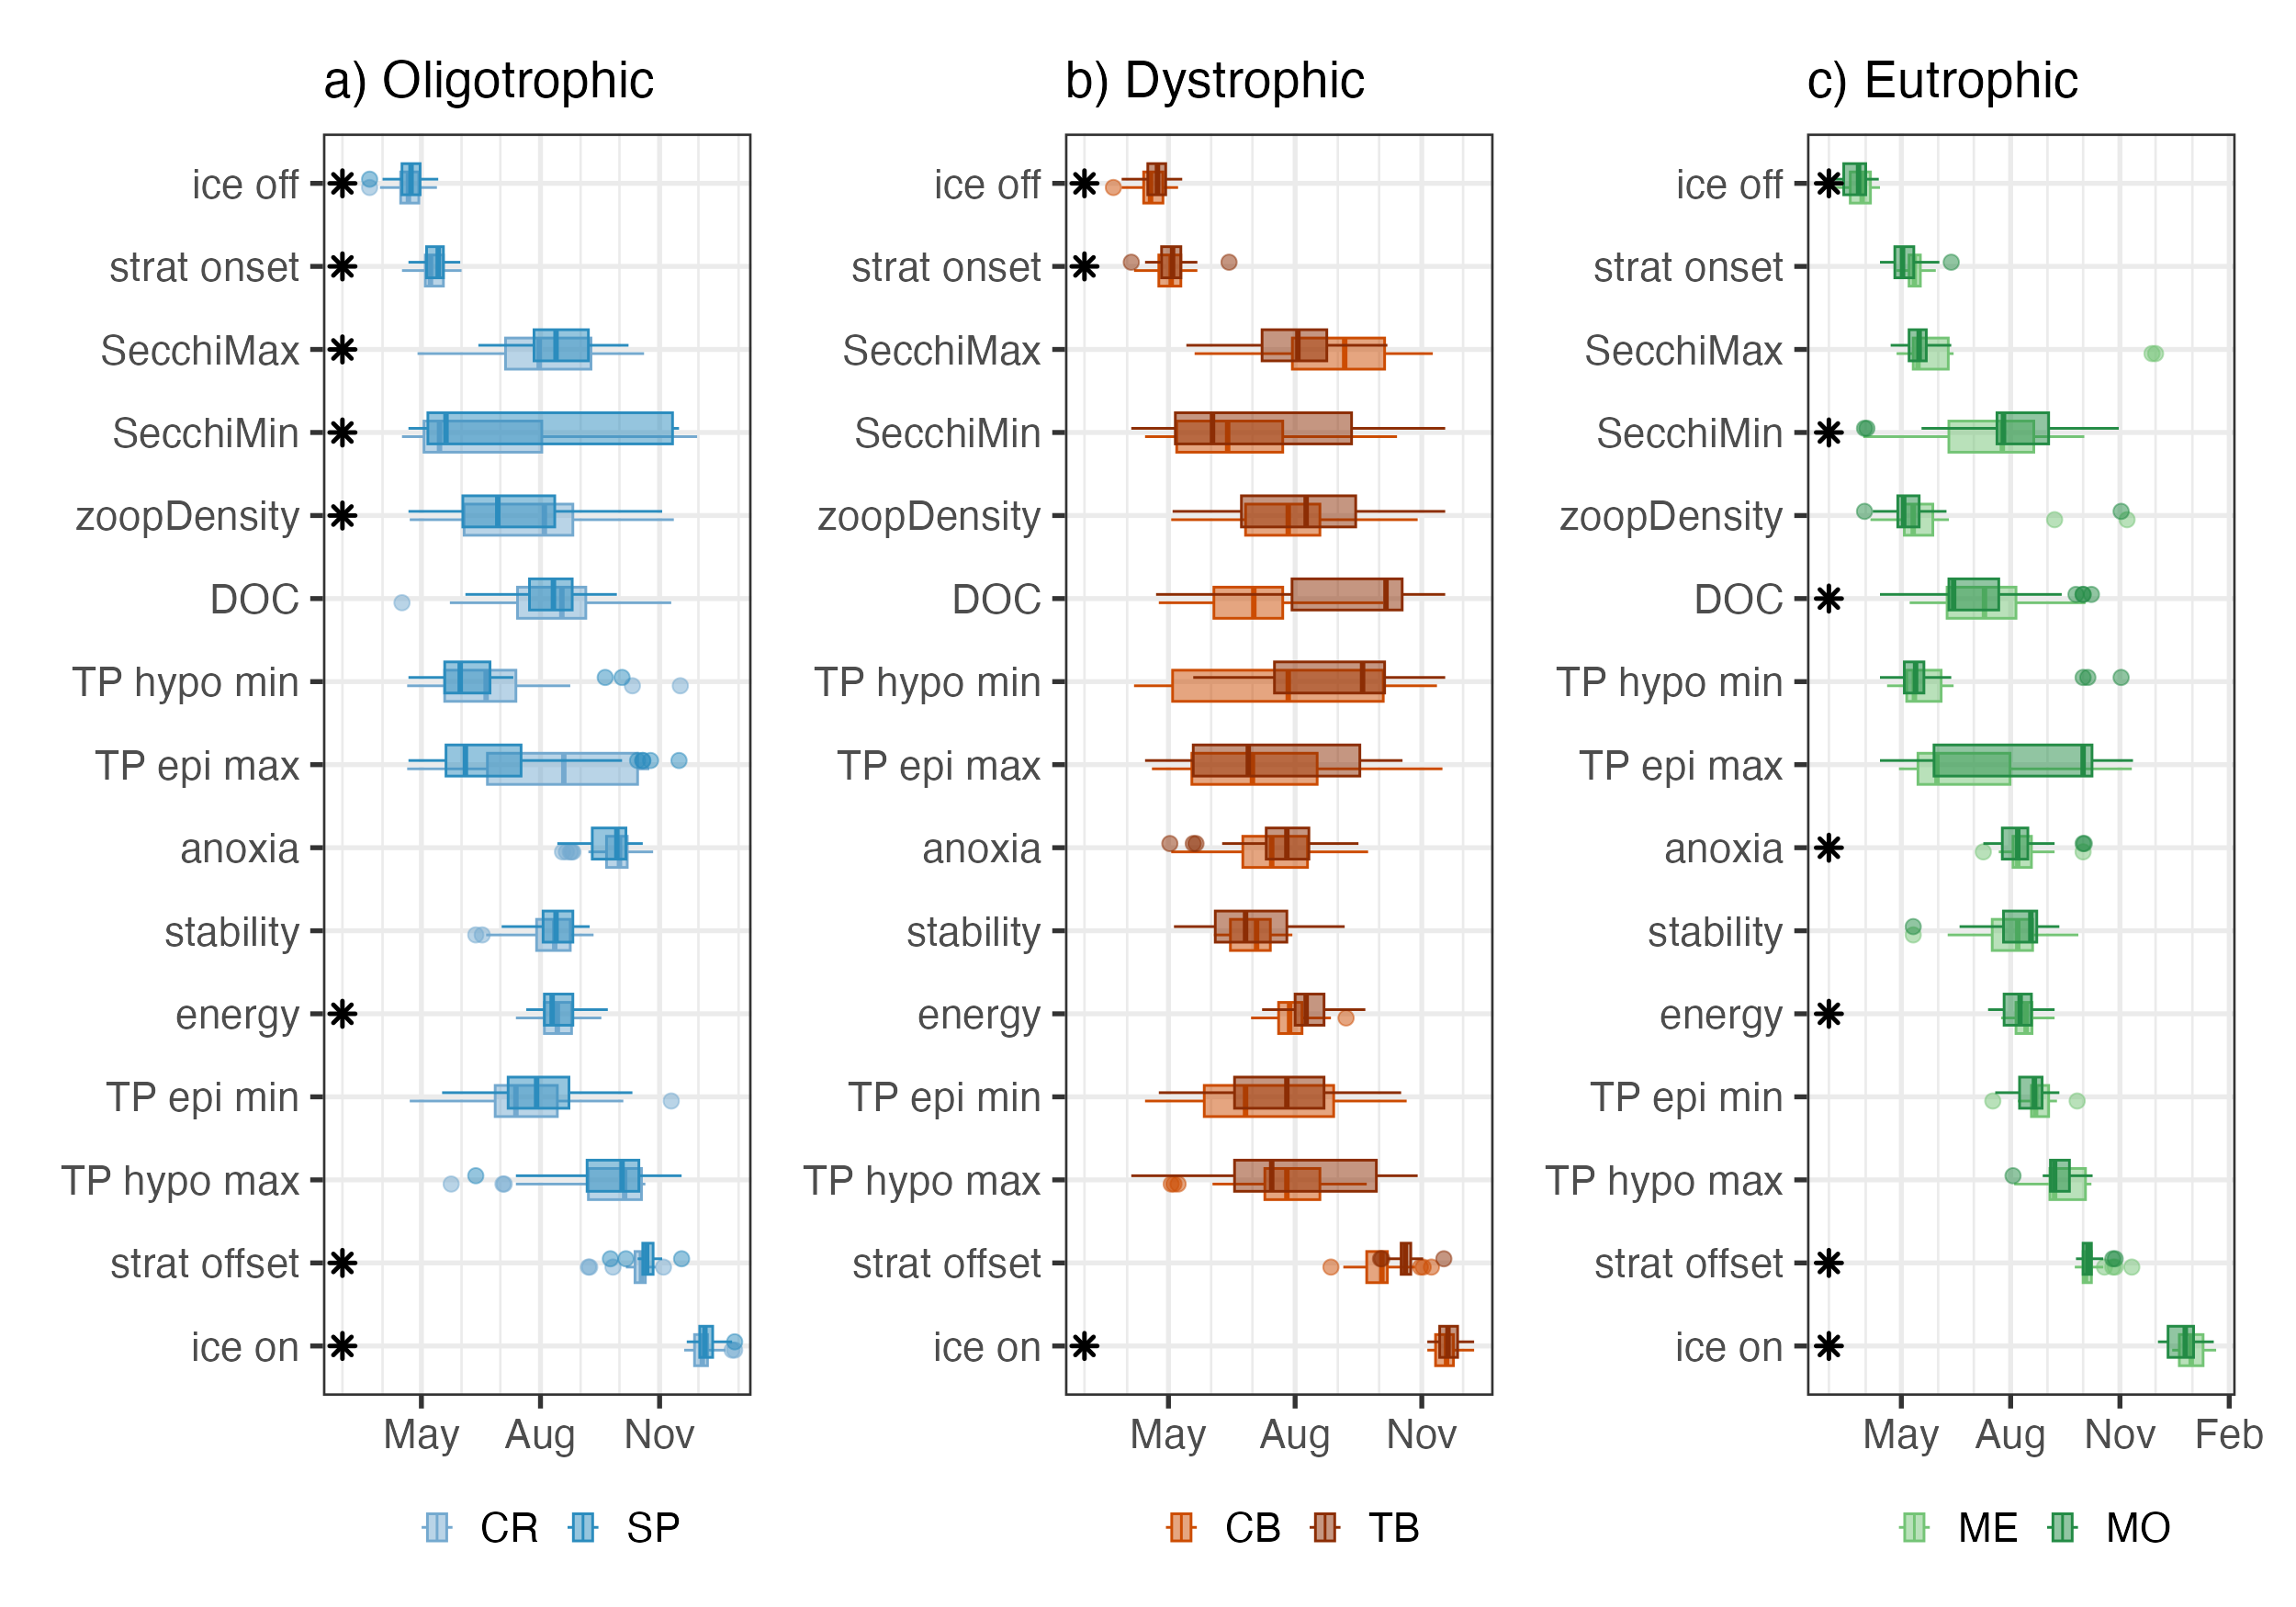 a) Oligotrophic
ice off
strat onset
SecchiMax
SecchiMin
zoopDensity
DOC
TP hypo min
TP epi max
anoxia
stability
energy
TP epi min
TP hypo max
strat offset
ice on
May Aug Nov
CR SP
b) Dystrophic
ice off
strat onset
SecchiMax
SecchiMin
zoopDensity
DOC
TP hypo min
TP epi max
anoxia
stability
energy
TP epi min
TP hypo max
strat offset
ice on
May Aug Nov
CB TB
c) Eutrophic
ice off
strat onset
SecchiMax
SecchiMin
zoopDensity
DOC
TP hypo min
TP epi max
anoxia
stability
energy
TP epi min
TP hypo max
strat offset
ice on
May Aug Nov Feb
ME MO